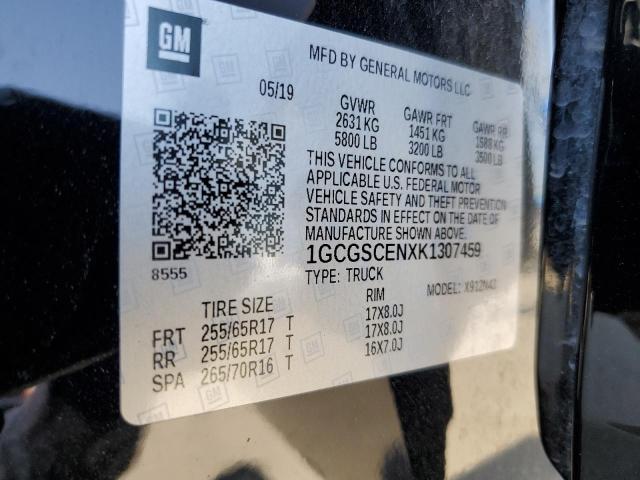 GM
MFD BY GENERAL MOTORS LLC
05/19
GVWR GAWR FRT GAWR RR
2631 KG 1451 KG 1588 KG
5800 LB 3200 LB 3500 LB
THIS VEHICLE CONFORMS TO ALL
APPLICABLE U.S. FEDERAL MOTOR
VEHICLE SAFETY AND THEFT PREVENTION
STANDARDS IN EFFECT ON THE DATE OF
MANUFACTURE SHOWN ABOVE.
1GCGSCENXK1307459
8555
TYPE: TRUCK MODEL: X912N43
TIRE SIZE RIM
FRT 255/65R17 T 17X8.0J
RR 255/65R17 T 17X8.0J
SPA 265/70R16 T 16X7.0J